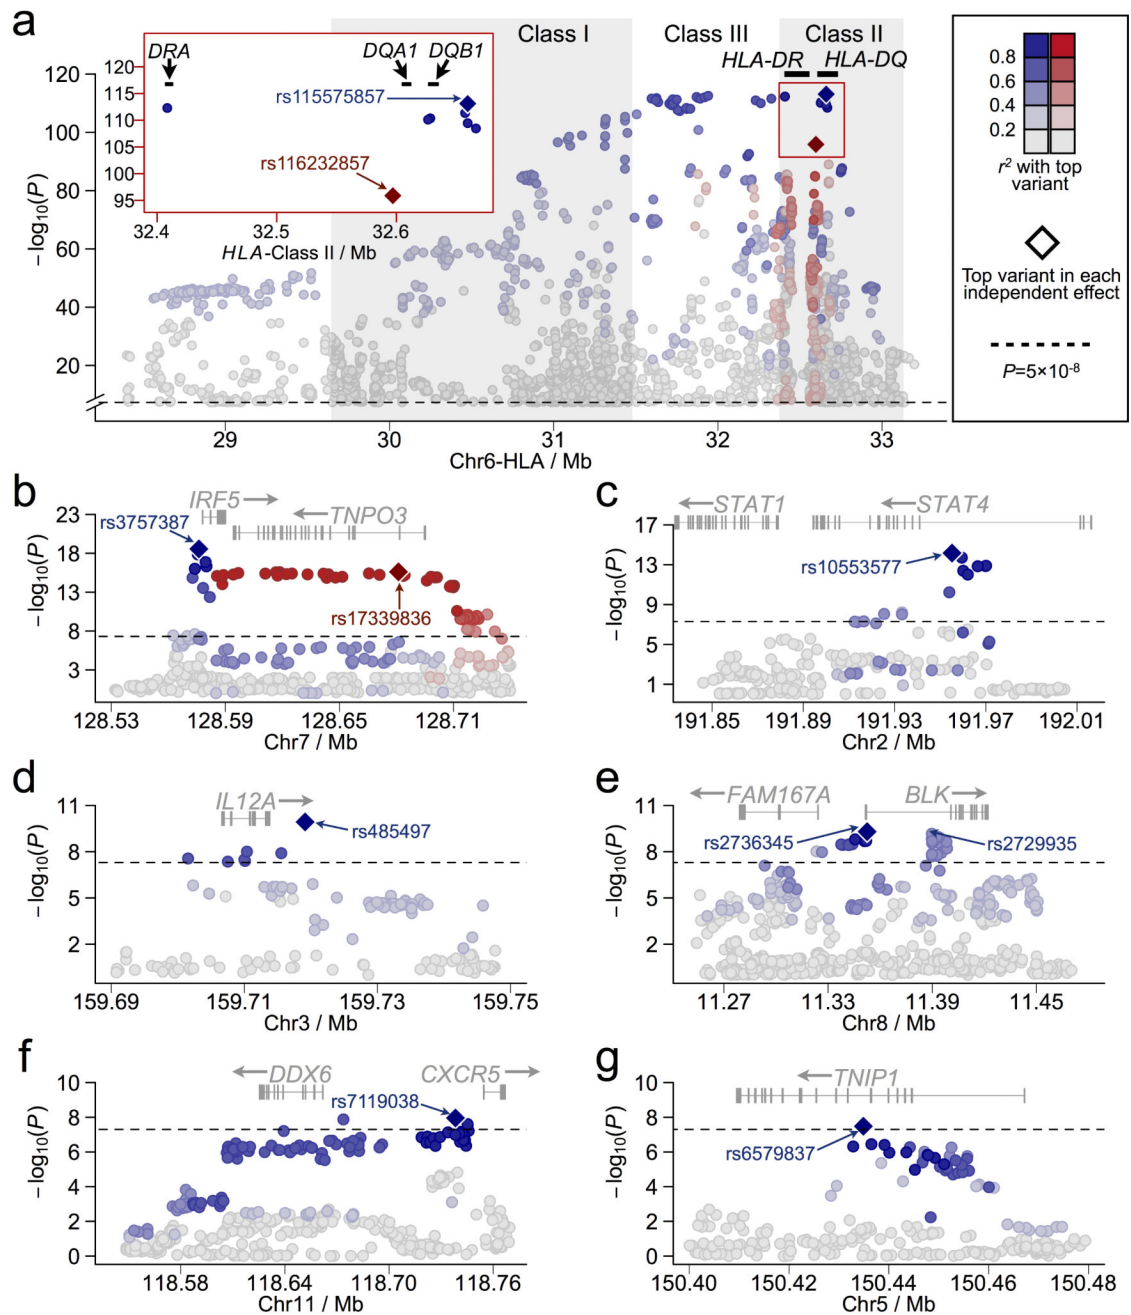 a
Class I
Class III
Class II
HLA-DR
HLA-DQ
DRA
DQA1
DQB1
rs115575857
rs116232857
120
115
110
105
100
95
32.4
32.5
32.6
HLA-Class II / Mb
−log10(P)
120
100
80
60
40
20
29
30
31
32
33
Chr6-HLA / Mb
0.8
0.6
0.4
0.2
r² with top
variant
Top variant in each
independent effect
P=5×10⁻⁸
b
IRF5
TNPO3
rs3757387
rs17339836
−log10(P)
23
18
13
8
3
128.53
128.59
128.65
128.71
Chr7 / Mb
c
STAT1
STAT4
rs10553577
−log10(P)
17
13
9
5
1
191.85
191.89
191.93
191.97
192.01
Chr2 / Mb
d
IL12A
rs485497
−log10(P)
11
8
5
2
159.69
159.71
159.73
159.75
Chr3 / Mb
e
FAM167A
BLK
rs2736345
rs2729935
−log10(P)
11
8
5
2
11.27
11.33
11.39
11.45
Chr8 / Mb
f
DDX6
CXCR5
rs7119038
−log10(P)
10
8
6
4
2
0
118.58
118.64
118.70
118.76
Chr11 / Mb
g
TNIP1
rs6579837
−log10(P)
10
8
6
4
2
0
150.40
150.42
150.44
150.46
150.48
Chr5 / Mb